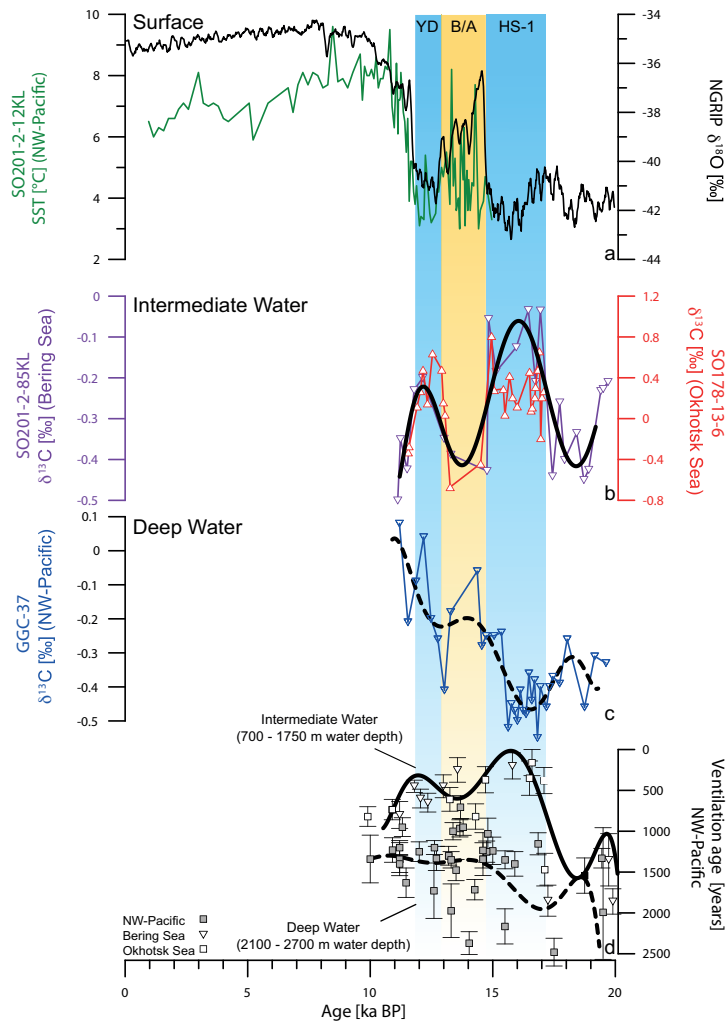 YD B/A HS-1
Surface
10
8
6
4
2
SO201-2-12KL
SST [°C] (NW-Pacific)
-34
-36
-38
-40
-42
-44
NGRIP δ¹⁸O [‰]
a
Intermediate Water
0
-0.1
-0.2
-0.3
-0.4
-0.5
SO201-2-85KL
δ¹³C [‰] (Bering Sea)
1.2
0.8
0.4
0
-0.4
-0.8
SO178-13-6
δ¹³C [‰] (Okhotsk Sea)
b
Deep Water
0.1
0
-0.1
-0.2
-0.3
-0.4
-0.5
GGC-37
δ¹³C [‰] (NW-Pacific)
c
Intermediate Water
(700 - 1750 m water depth)
0
500
1000
1500
2000
2500
Ventilation age [years]
NW-Pacific
NW-Pacific
Bering Sea
Okhotsk Sea
Deep Water
(2100 - 2700 m water depth)
d
0 5 10 15 20
Age [ka BP]